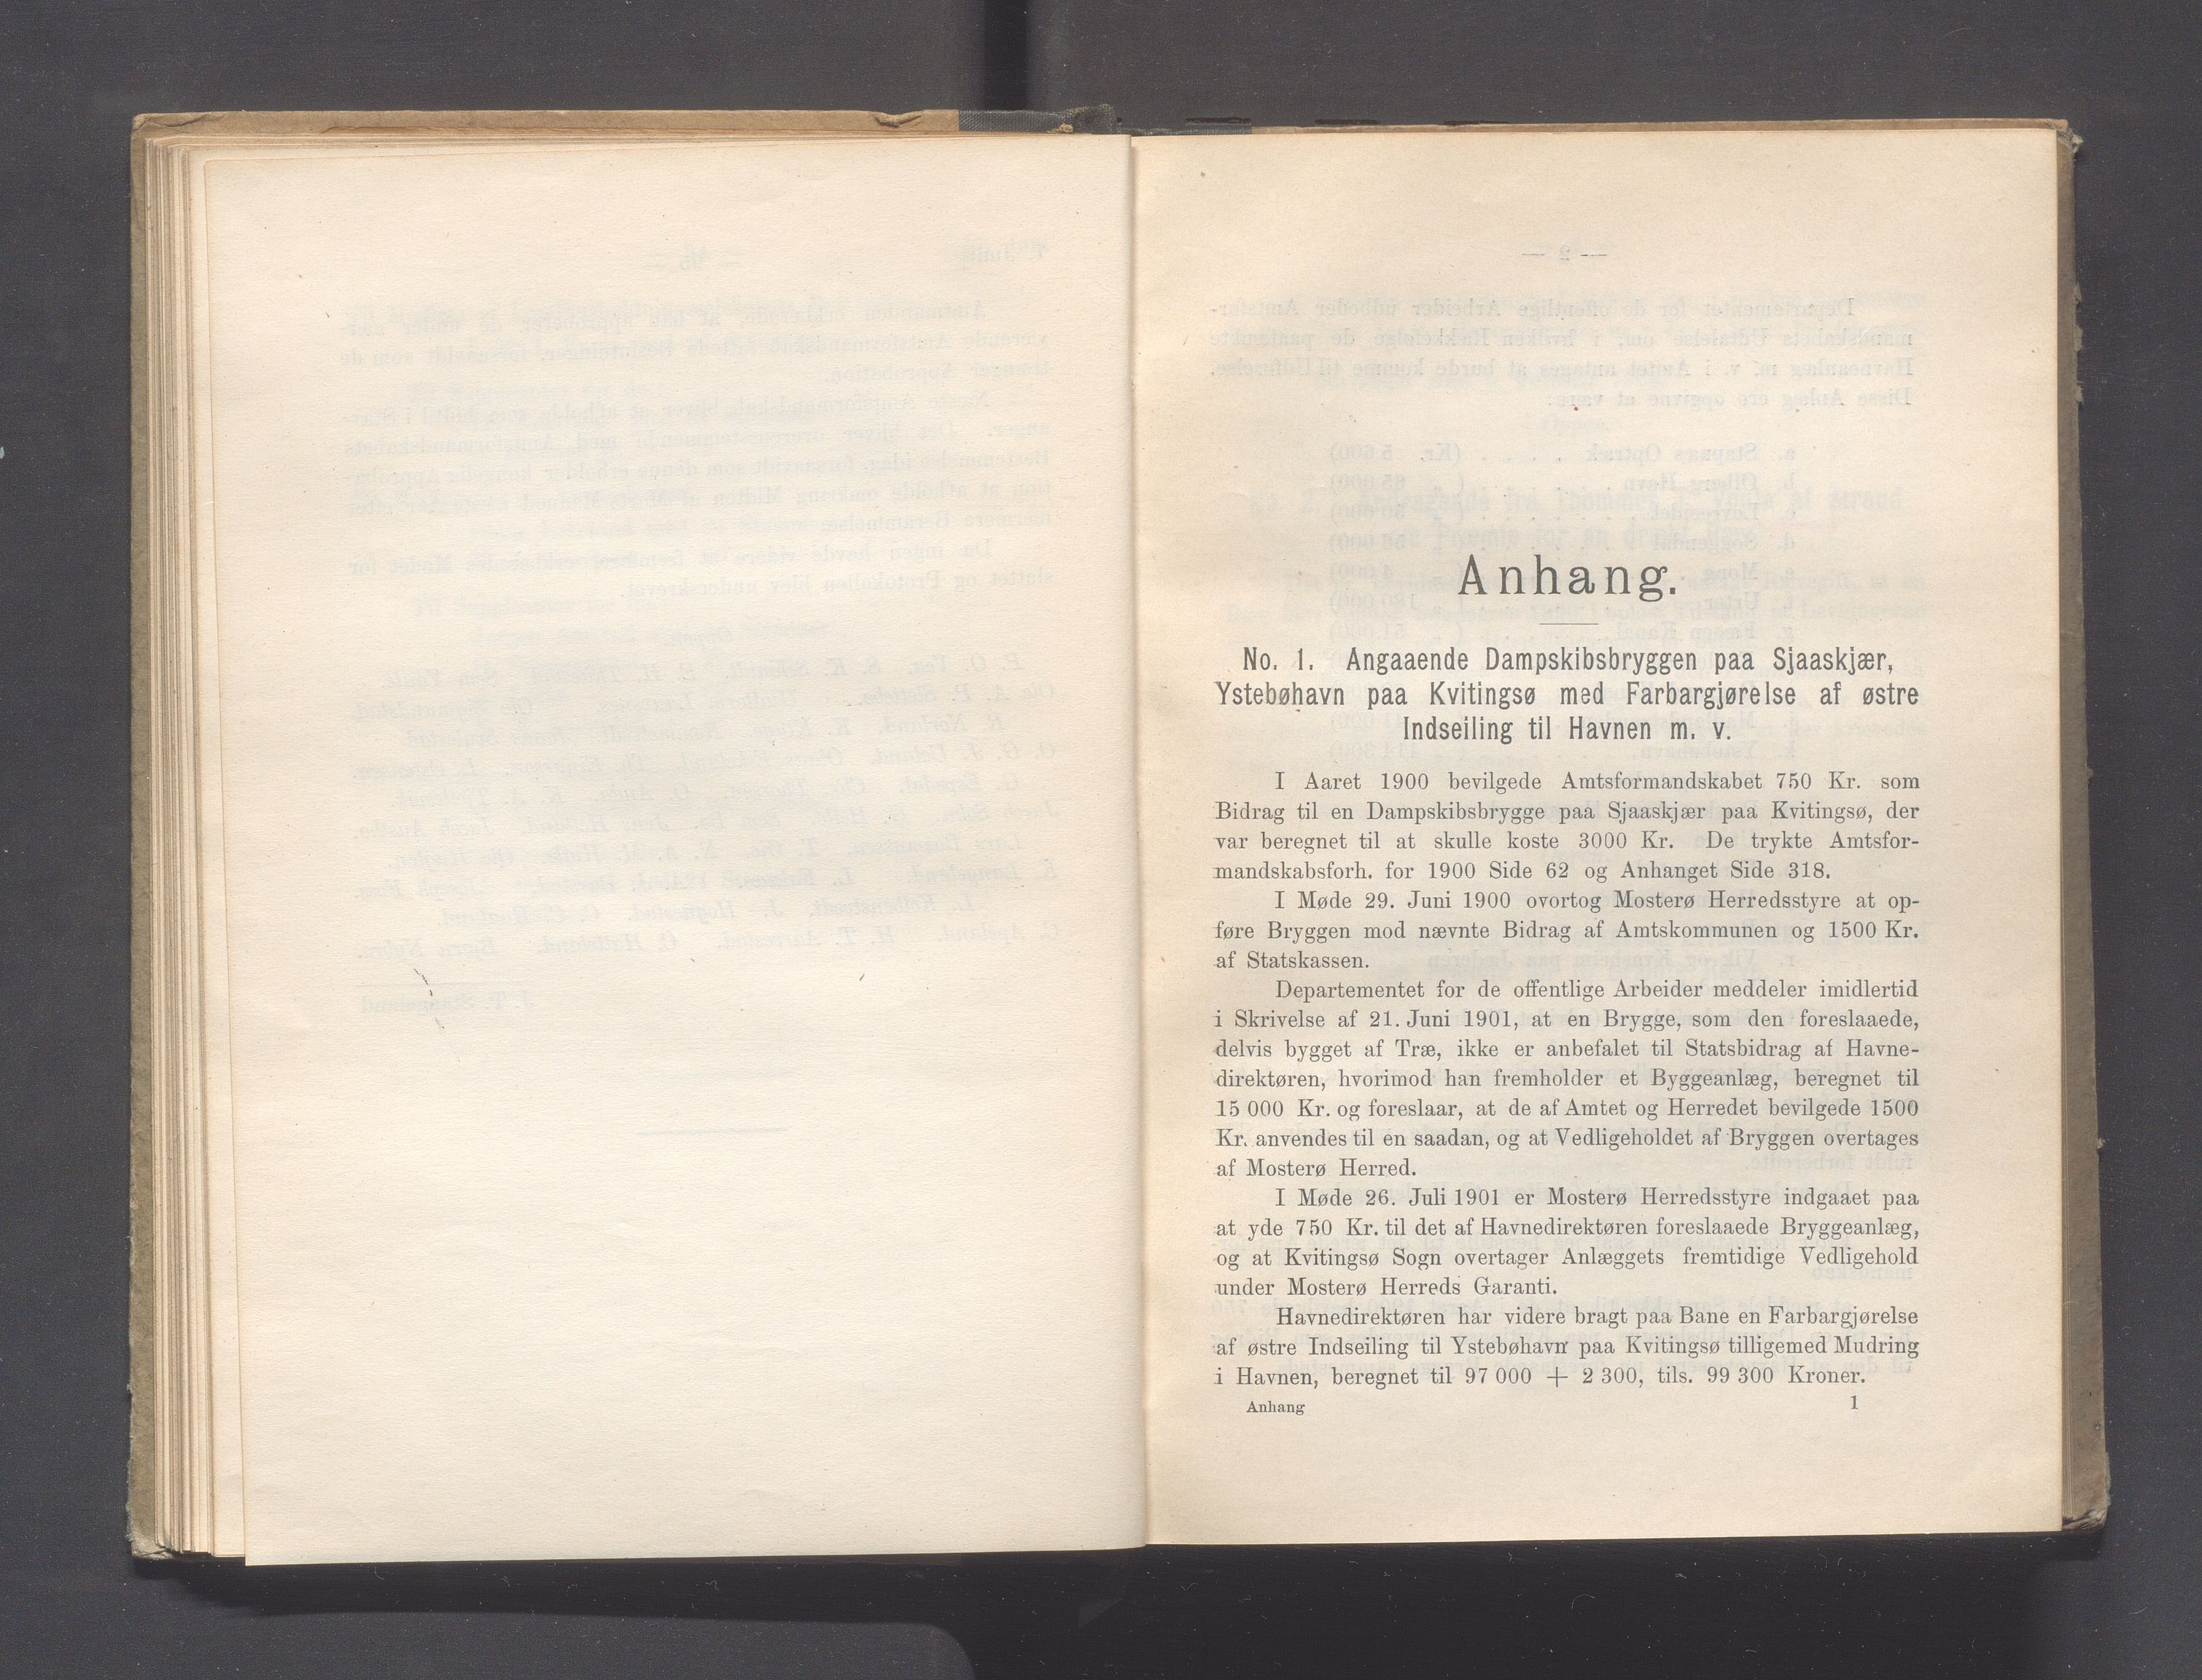 Anhang.
No. 1. Angaaende Dampskibsbryggen paa Sjaaskjær,
Ystebøhavn paa Kvitingsø med Farbargjørelse af østre
Indseiling til Havnen m. v.
I Aaret 1900 bevilgede Amtsformandskabet 750 Kr. som
Bidrag til en Dampskibsbrygge paa Sjaaskjær paa Kvitingsø, der
var beregnet til at skulle koste 3000 Kr. De trykte Amtsfor-
mandskabsforh. for 1900 Side 62 og Anhanget Side 318.
I Møde 29. Juni 1900 ovortog Mosterø Herredsstyre at op-
føre Bryggen mod nævnte Bidrag af Amtskommunen og 1500 Kr.
af Statskassen.
Departementet for de offentlige Arbeider meddeler imidlertid
i Skrivelse af 21. Juni 1901, at en Brygge, som den foreslaaede,
delvis bygget af Træ, ikke er anbefalet til Statsbidrag af Havne-
direktøren, hvorimod han fremholder et Byggeanlæg, beregnet til
15 000 Kr. og foreslaar, at de af Amtet og Herredet bevilgede 1500
Kr. anvendes til en saadan, og at Vedligeholdet af Bryggen overtages
af Mosterø Herred.
I Møde 26. Juli 1901 er Mosterø Herredsstyre indgaaet paa
at yde 750 Kr. til det af Havnedirektøren foreslaaede Bryggeanlæg,
og at Kvitingsø Sogn overtager Anlæggets fremtidige Vedligehold
under Mosterø Herreds Garanti.
Havnedirektøren har videre bragt paa Bane en Farbargjørelse
af østre Indseiling til Ystebøhavn paa Kvitingsø tilligemed Mudring
i Havnen, beregnet til 97 000 + 2 300, tils. 99 300 Kroner.
Anhang 1